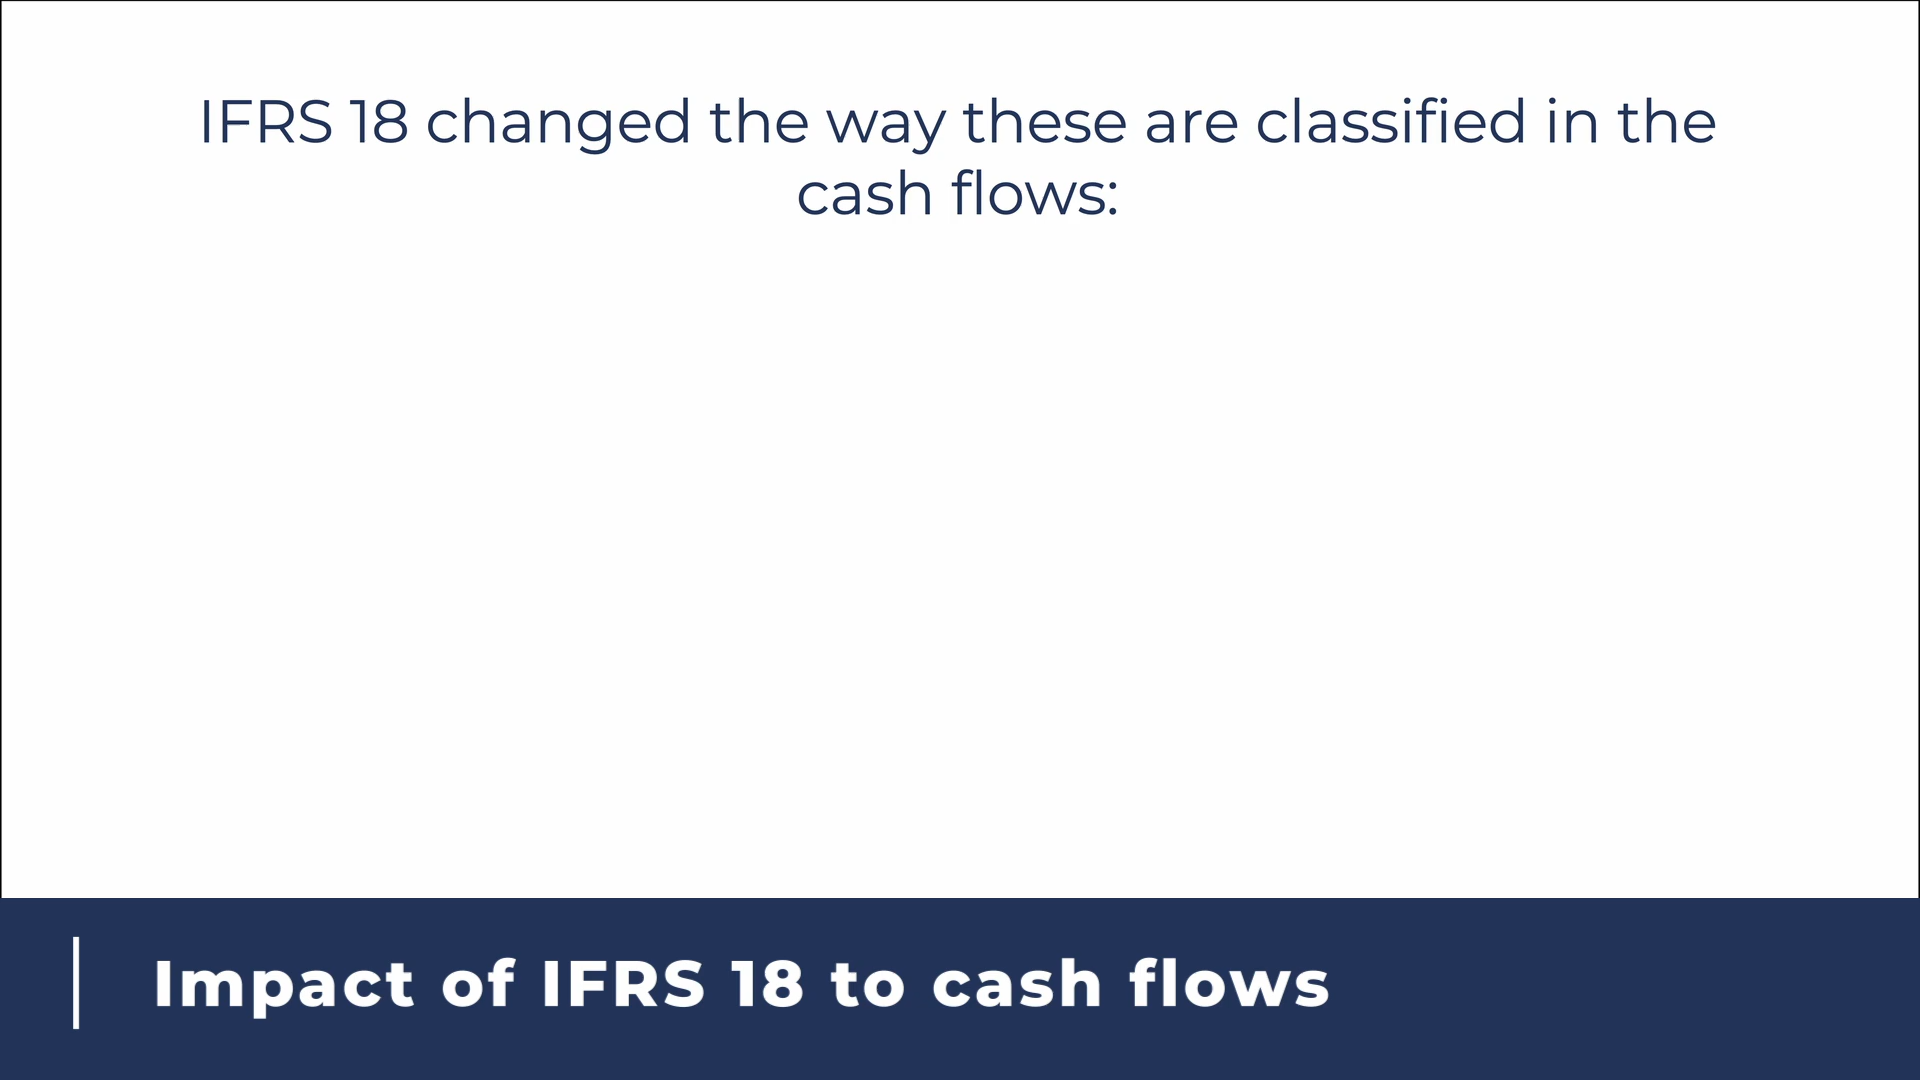 IFRS 18 changed the way these are classified in the
cash flows:
Impact of IFRS 18 to cash flows